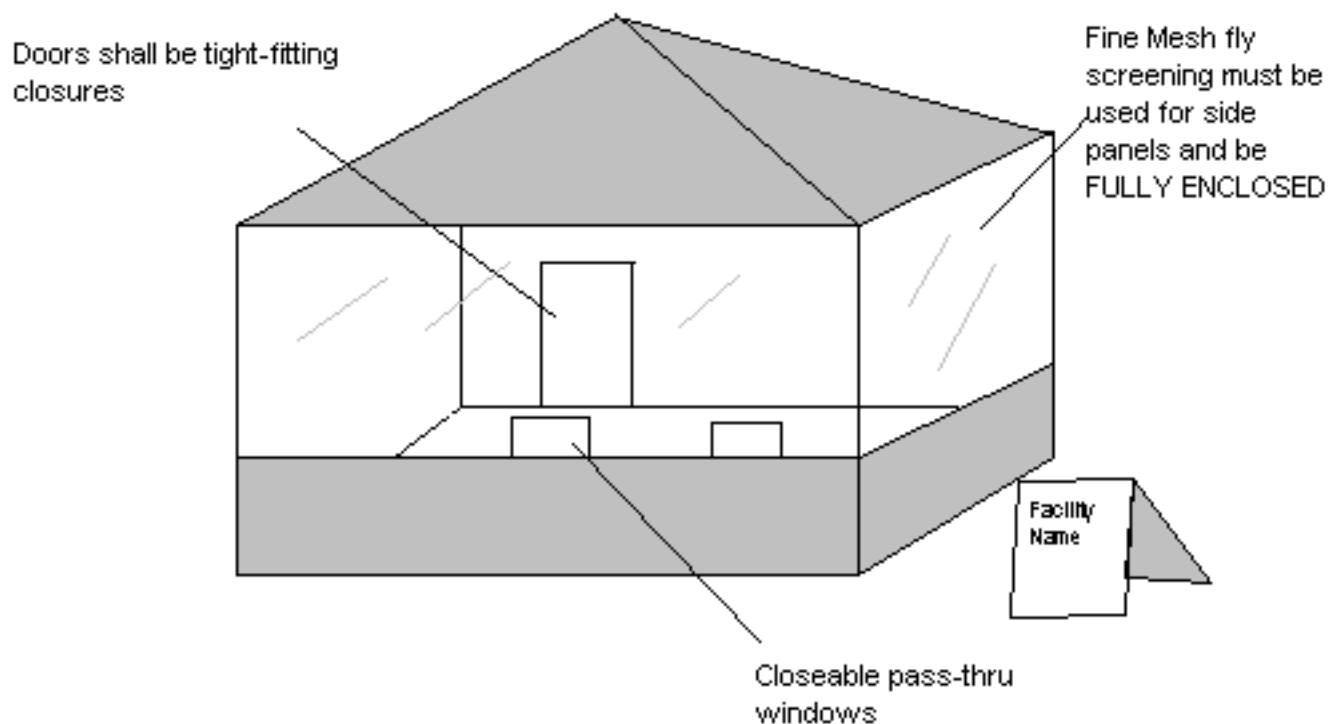 Doors shall be tight-fitting
closures
Fine Mesh fly
screening must be
used for side
panels and be
FULLY ENCLOSED
Facility
Name
Closeable pass-thru
windows